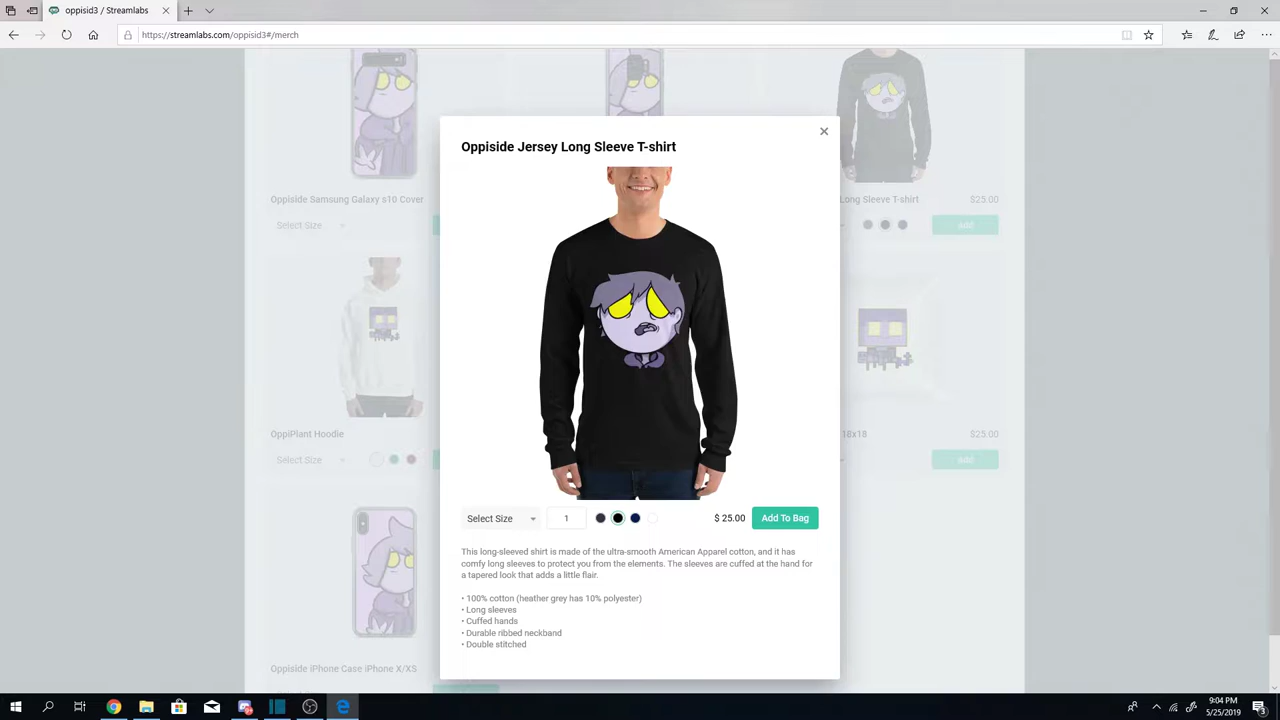 oppisid3 / Streamlabs
https://streamlabs.com/oppisid3#/merch
Oppiside Samsung Galaxy s10 Cover
Select Size
Long Sleeve T-shirt
$25.00
Add
OppiPlant Hoodie
Select Size
18x18
$25.00
Add
Oppiside iPhone Case iPhone X/XS
Oppiside Jersey Long Sleeve T-shirt
Select Size
1
$ 25.00
Add To Bag
This long-sleeved shirt is made of the ultra-smooth American Apparel cotton, and it has
comfy long sleeves to protect you from the elements. The sleeves are cuffed at the hand for
a tapered look that adds a little flair.
• 100% cotton (heather grey has 10% polyester)
• Long sleeves
• Cuffed hands
• Durable ribbed neckband
• Double stitched
9:04 PM
5/25/2019